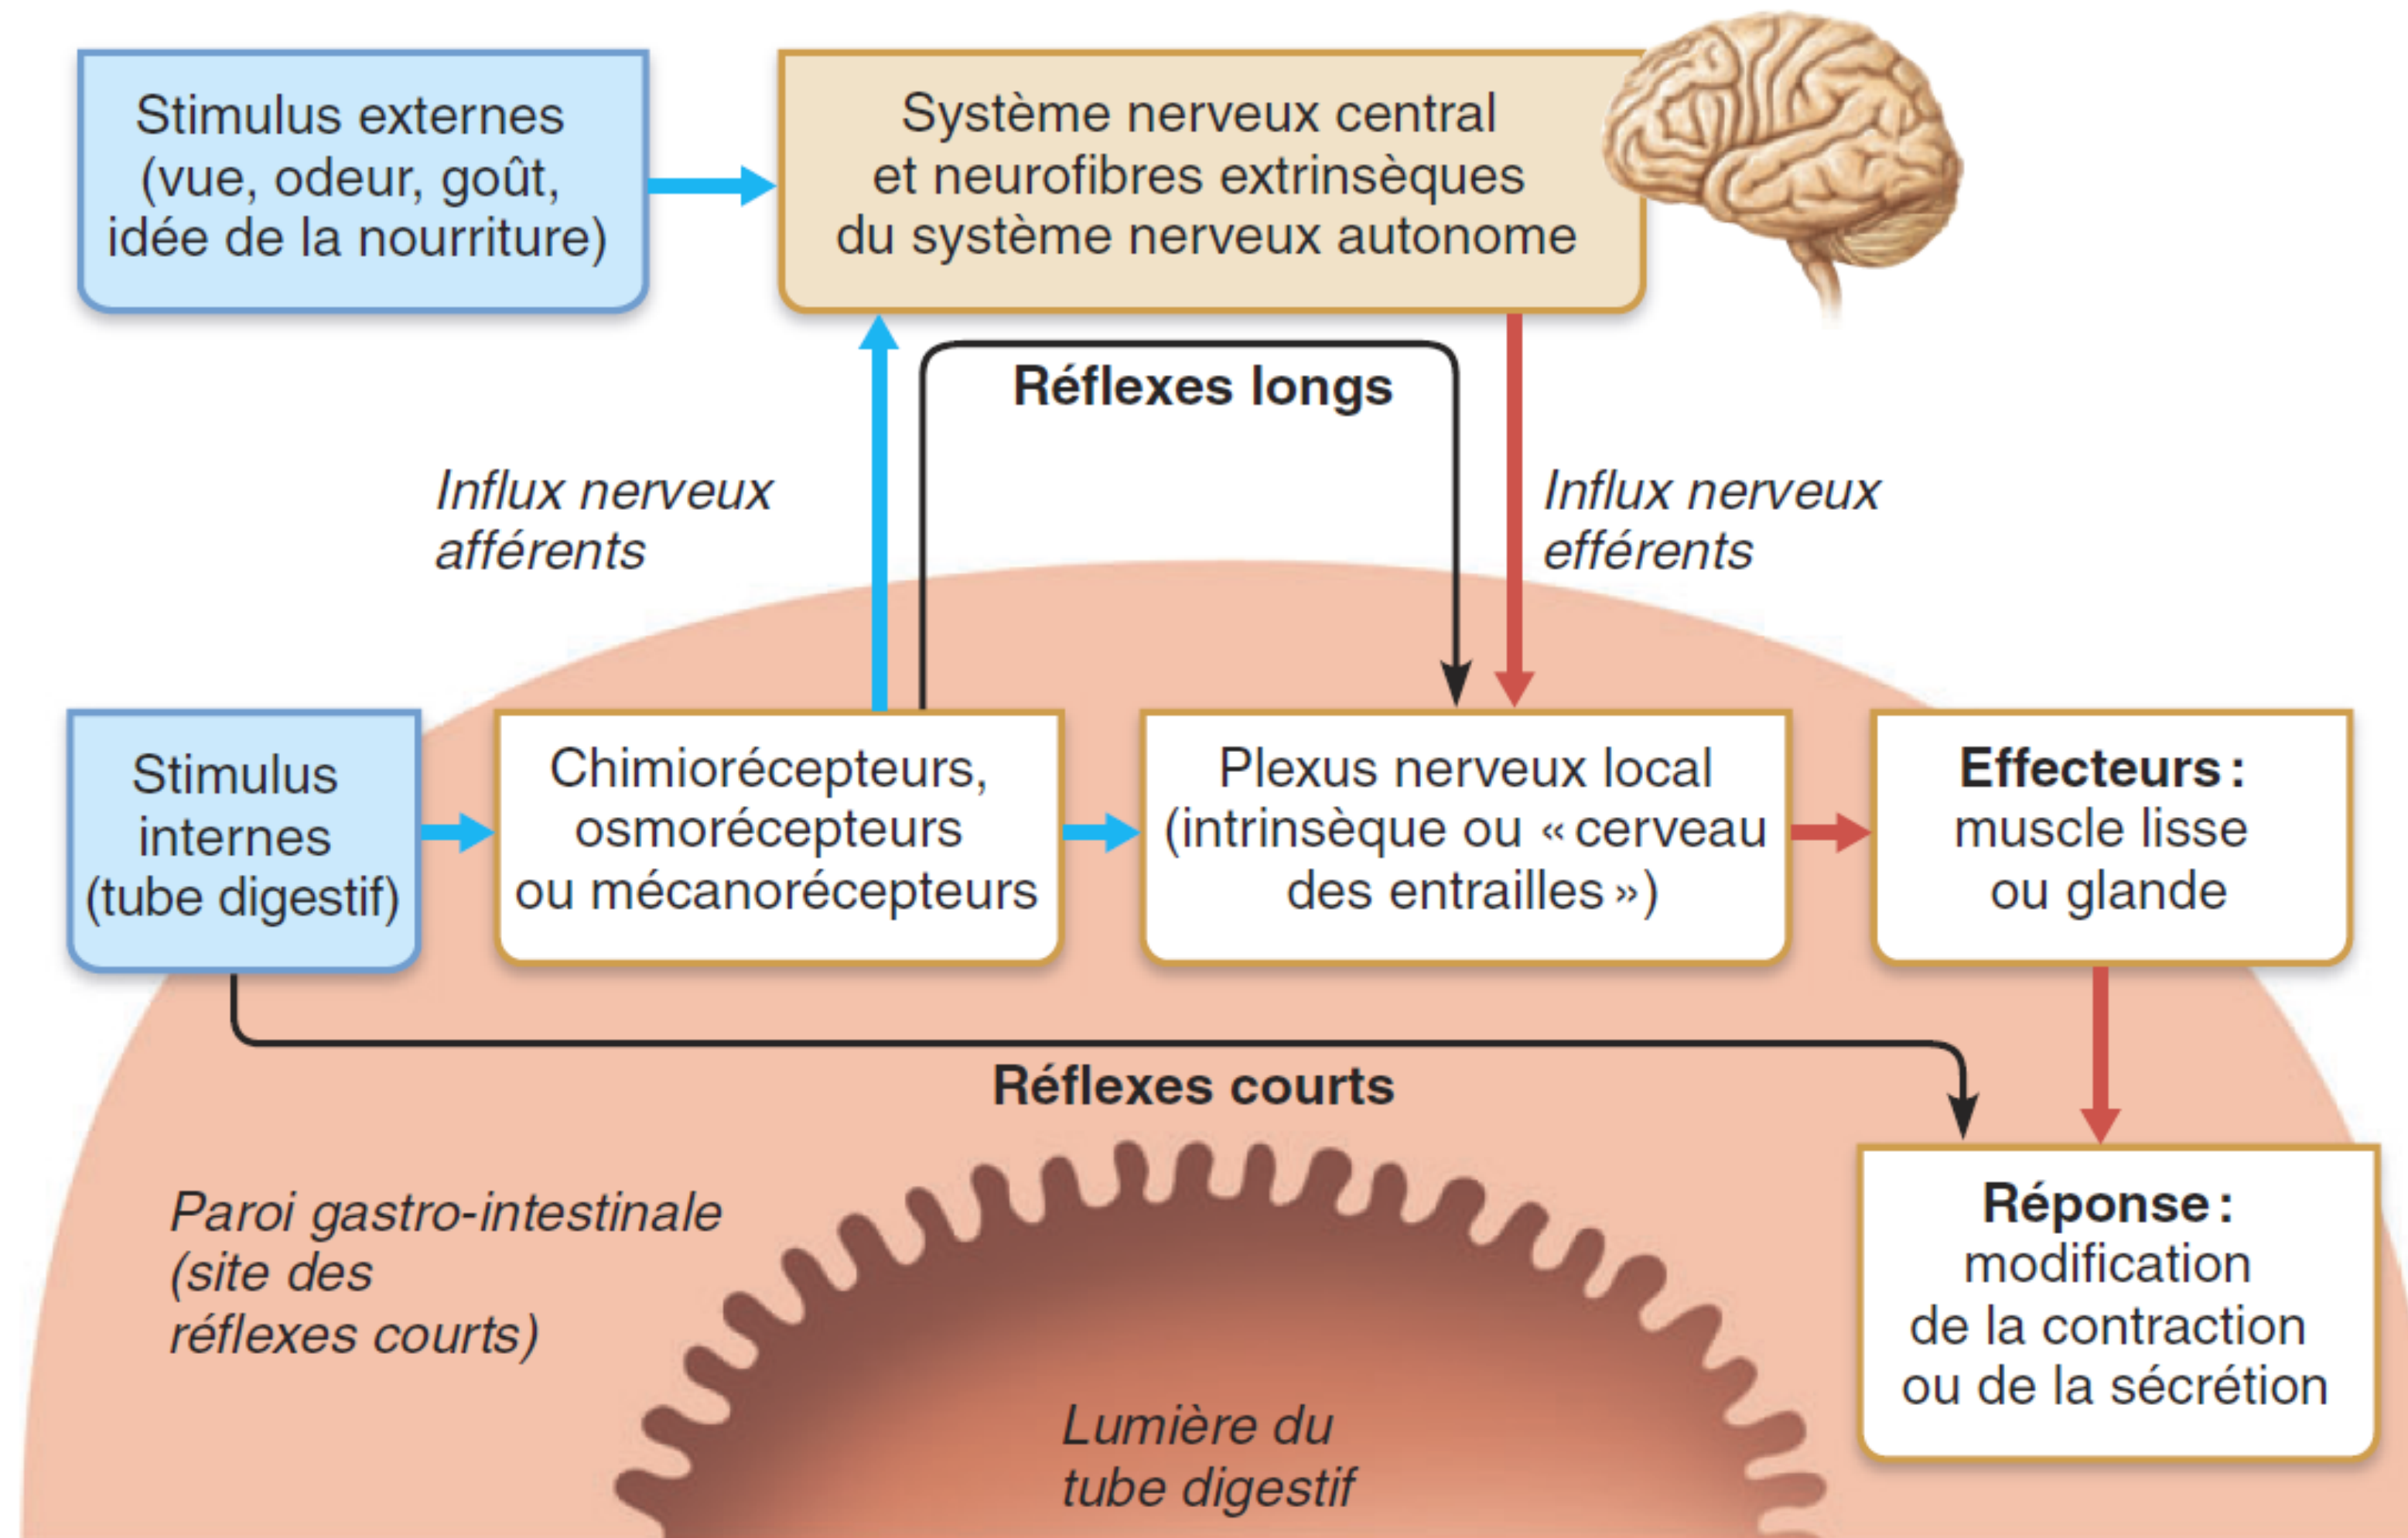 Stimulus externes
(vue, odeur, goût,
idée de la nourriture)
Système nerveux central
et neurofibres extrinsèques
du système nerveux autonome
Réflexes longs
Influx nerveux
afférents
Influx nerveux
efférents
Stimulus
internes
(tube digestif)
Chimiorécepteurs,
osmorécepteurs
ou mécanorécepteurs
Plexus nerveux local
(intrinsèque ou « cerveau
des entrailles »)
Effecteurs :
muscle lisse
ou glande
Réflexes courts
Paroi gastro-intestinale
(site des
réflexes courts)
Réponse :
modification
de la contraction
ou de la sécrétion
Lumière du
tube digestif